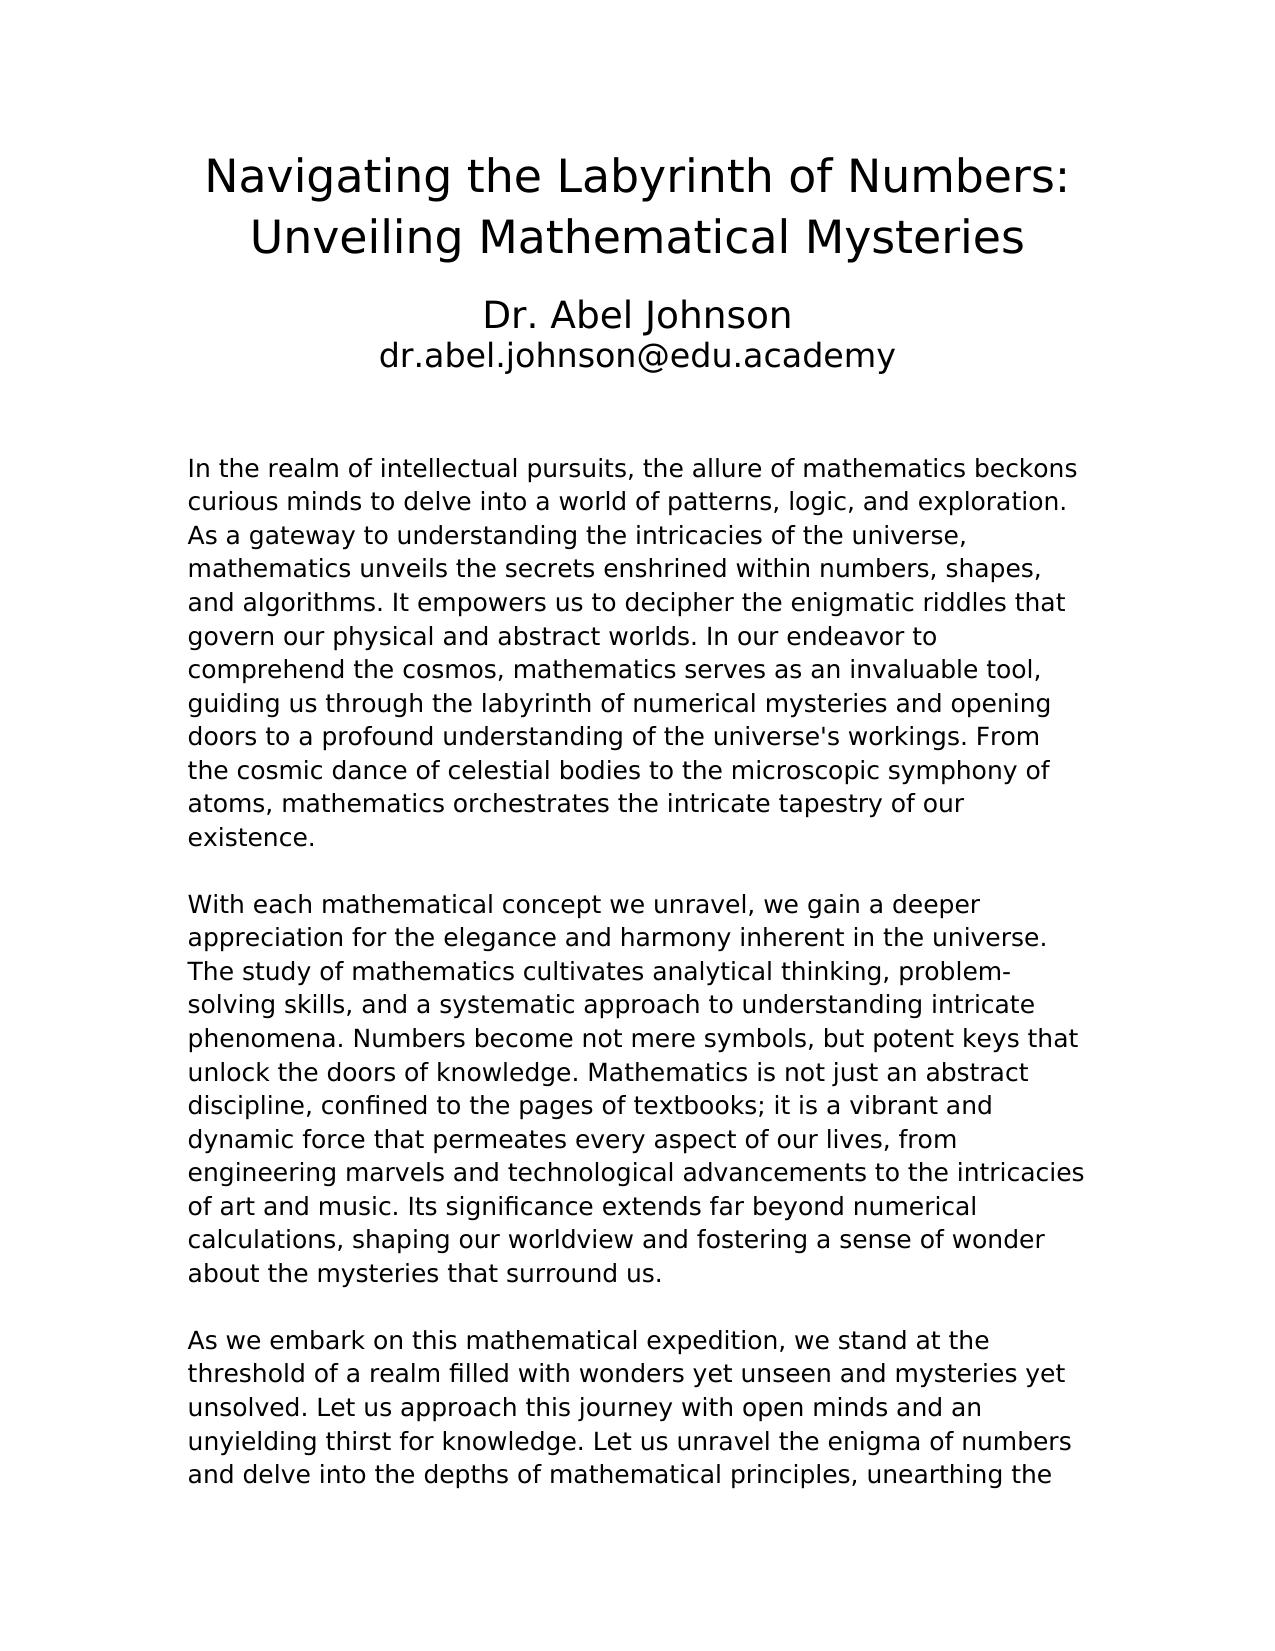 Navigating the Labyrinth of Numbers:
Unveiling Mathematical Mysteries
Dr. Abel Johnson
dr.abel.johnson@edu.academy
In the realm of intellectual pursuits, the allure of mathematics beckons
curious minds to delve into a world of patterns, logic, and exploration.
As a gateway to understanding the intricacies of the universe,
mathematics unveils the secrets enshrined within numbers, shapes,
and algorithms. It empowers us to decipher the enigmatic riddles that
govern our physical and abstract worlds. In our endeavor to
comprehend the cosmos, mathematics serves as an invaluable tool,
guiding us through the labyrinth of numerical mysteries and opening
doors to a profound understanding of the universe's workings. From
the cosmic dance of celestial bodies to the microscopic symphony of
atoms, mathematics orchestrates the intricate tapestry of our
existence.
With each mathematical concept we unravel, we gain a deeper
appreciation for the elegance and harmony inherent in the universe.
The study of mathematics cultivates analytical thinking, problem-
solving skills, and a systematic approach to understanding intricate
phenomena. Numbers become not mere symbols, but potent keys that
unlock the doors of knowledge. Mathematics is not just an abstract
discipline, confined to the pages of textbooks; it is a vibrant and
dynamic force that permeates every aspect of our lives, from
engineering marvels and technological advancements to the intricacies
of art and music. Its significance extends far beyond numerical
calculations, shaping our worldview and fostering a sense of wonder
about the mysteries that surround us.
As we embark on this mathematical expedition, we stand at the
threshold of a realm filled with wonders yet unseen and mysteries yet
unsolved. Let us approach this journey with open minds and an
unyielding thirst for knowledge. Let us unravel the enigma of numbers
and delve into the depths of mathematical principles, unearthing the